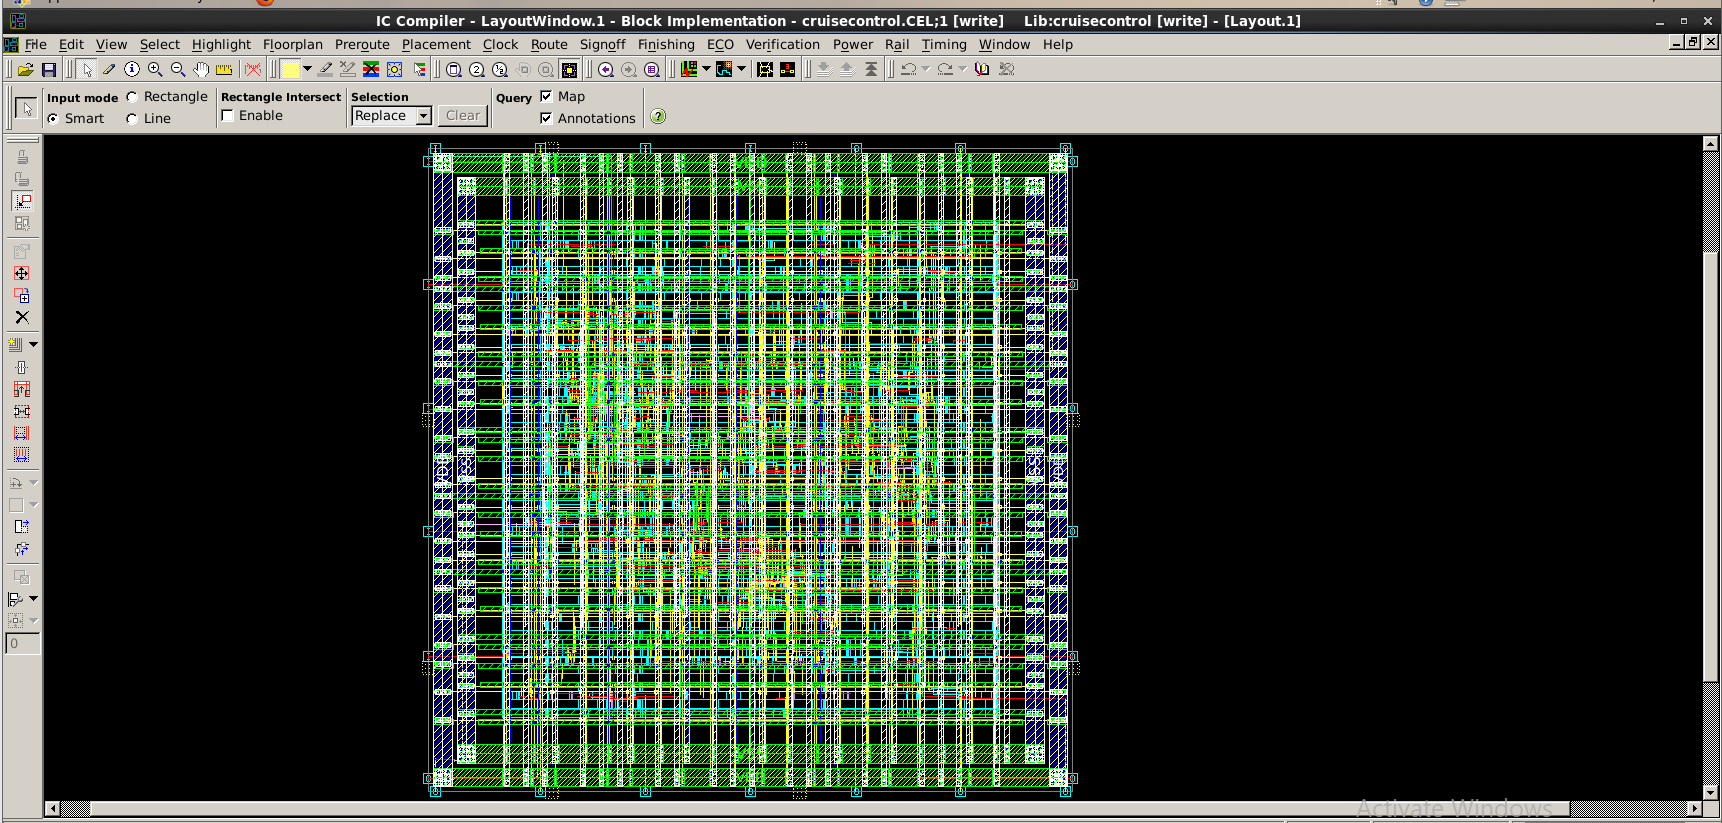 IC Compiler - LayoutWindow.1 - Block Implementation - cruisecontrol.CEL;1 [write]    Lib:cruisecontrol [write] - [Layout.1]
File Edit View Select Highlight Floorplan Preroute Placement Clock Route Signoff Finishing ECO Verification Power Rail Timing Window Help
Input mode Rectangle Rectangle Intersect Selection Query Map
Smart Line Enable Replace Clear Annotations
0
Activate Windows